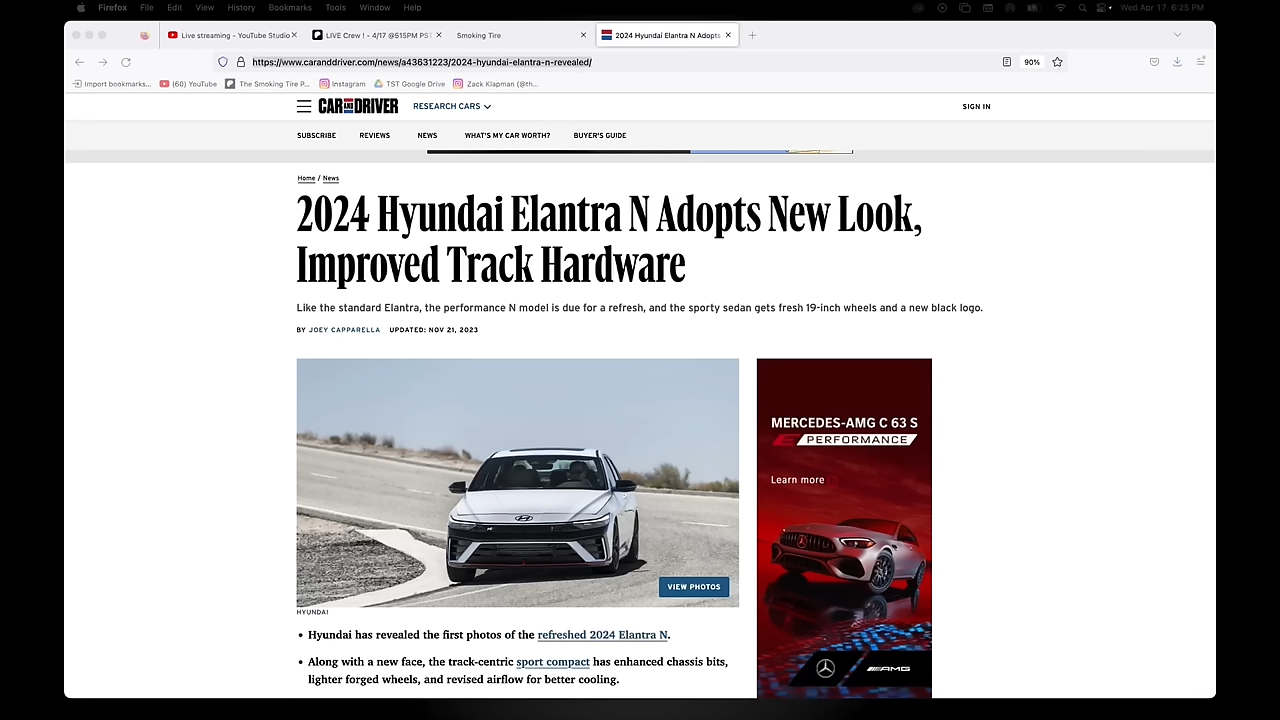 Firefox File Edit View History Bookmarks Tools Window Help Wed Apr 17 6:25 PM
Live streaming - YouTube Studio LIVE Crew ! - 4/17 @515PM PST Smoking Tire 2024 Hyundai Elantra N Adopts
https://www.caranddriver.com/news/a43631223/2024-hyundai-elantra-n-revealed/ 90%
Import bookmarks... (60) YouTube The Smoking Tire P... Instagram TST Google Drive Zack Klapman (@th...
CAR AND DRIVER RESEARCH CARS SIGN IN
SUBSCRIBE REVIEWS NEWS WHAT'S MY CAR WORTH? BUYER'S GUIDE
Home / News
2024 Hyundai Elantra N Adopts New Look,
Improved Track Hardware
Like the standard Elantra, the performance N model is due for a refresh, and the sporty sedan gets fresh 19-inch wheels and a new black logo.
BY JOEY CAPPARELLA UPDATED: NOV 21, 2023
MERCEDES-AMG C 63 S
E PERFORMANCE
Learn more
VIEW PHOTOS
HYUNDAI
• Hyundai has revealed the first photos of the refreshed 2024 Elantra N.
• Along with a new face, the track-centric sport compact has enhanced chassis bits,
lighter forged wheels, and revised airflow for better cooling.
AMG